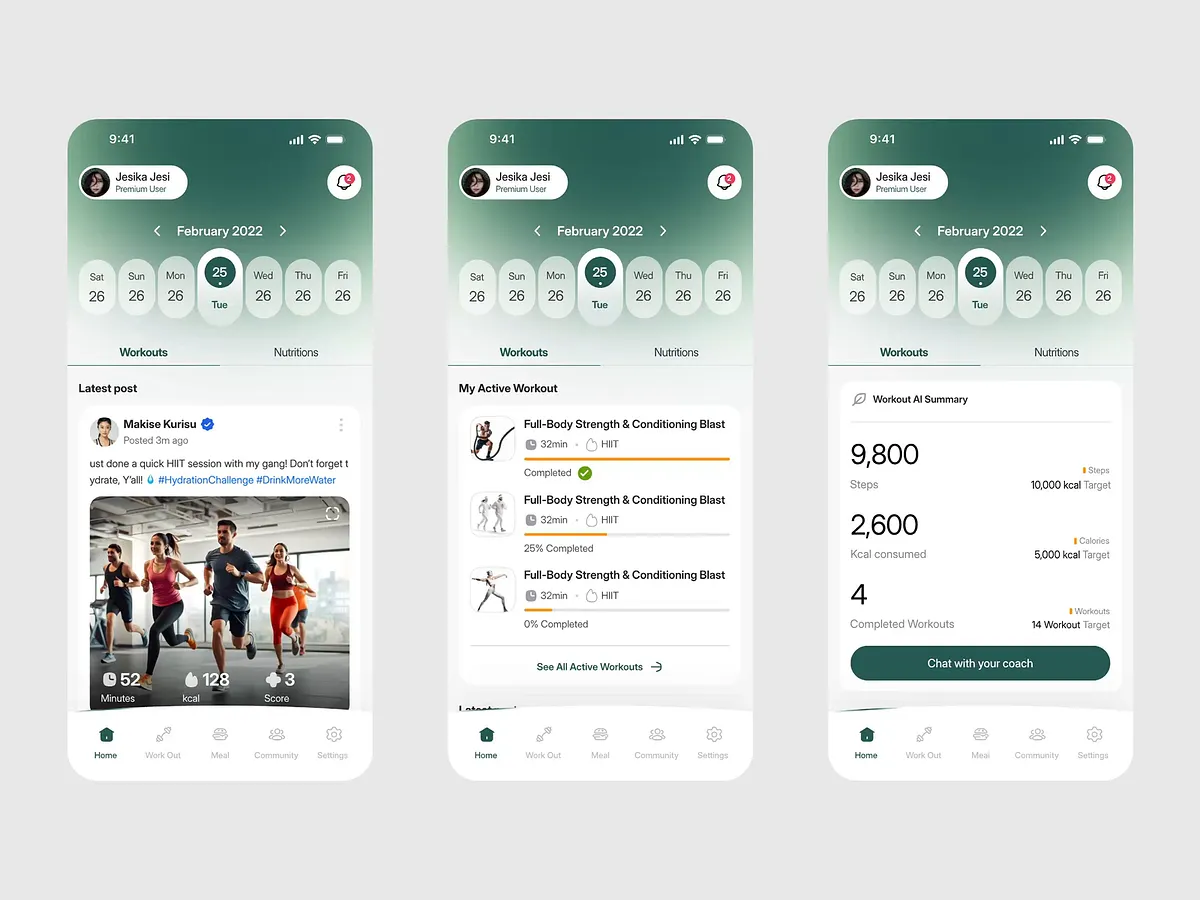 9:41
Jesika Jesi
2
Premium User
February 2022
Sat Sun Mon 25 Wed Thu Fri
26 26 26 Tue 26 26 26
Workouts Nutritions
Latest post
Makise Kurisu
Posted 3m ago
ust done a quick HIIT session with my gang! Don't forget t
ydrate, Y'all! #HydrationChallenge #DrinkMoreWater
52 128 3
Minutes kcal Score
Home Work Out Meal Community Settings
9:41
Jesika Jesi
2
Premium User
February 2022
Sat Sun Mon 25 Wed Thu Fri
26 26 26 Tue 26 26 26
Workouts Nutritions
My Active Workout
Full-Body Strength & Conditioning Blast
32min • HIIT
Completed
Full-Body Strength & Conditioning Blast
32min • HIIT
25% Completed
Full-Body Strength & Conditioning Blast
32min • HIIT
0% Completed
See All Active Workouts
Home Work Out Meal Community Settings
9:41
Jesika Jesi
2
Premium User
February 2022
Sat Sun Mon 25 Wed Thu Fri
26 26 26 Tue 26 26 26
Workouts Nutritions
Workout AI Summary
9,800
Steps
Steps 10,000 kcal Target
2,600
Calories
Kcal consumed 5,000 kcal Target
4
Workouts
Completed Workouts 14 Workout Target
Chat with your coach
Home Work Out Meal Community Settings